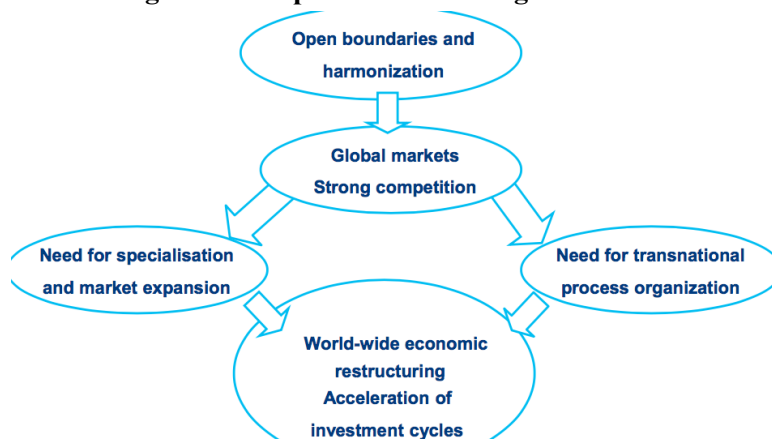 Open boundaries and
harmonization
Global markets
Strong competition
Need for specialisation
and market expansion
Need for transnational
process organization
World-wide economic
restructuring
Acceleration of
investment cycles